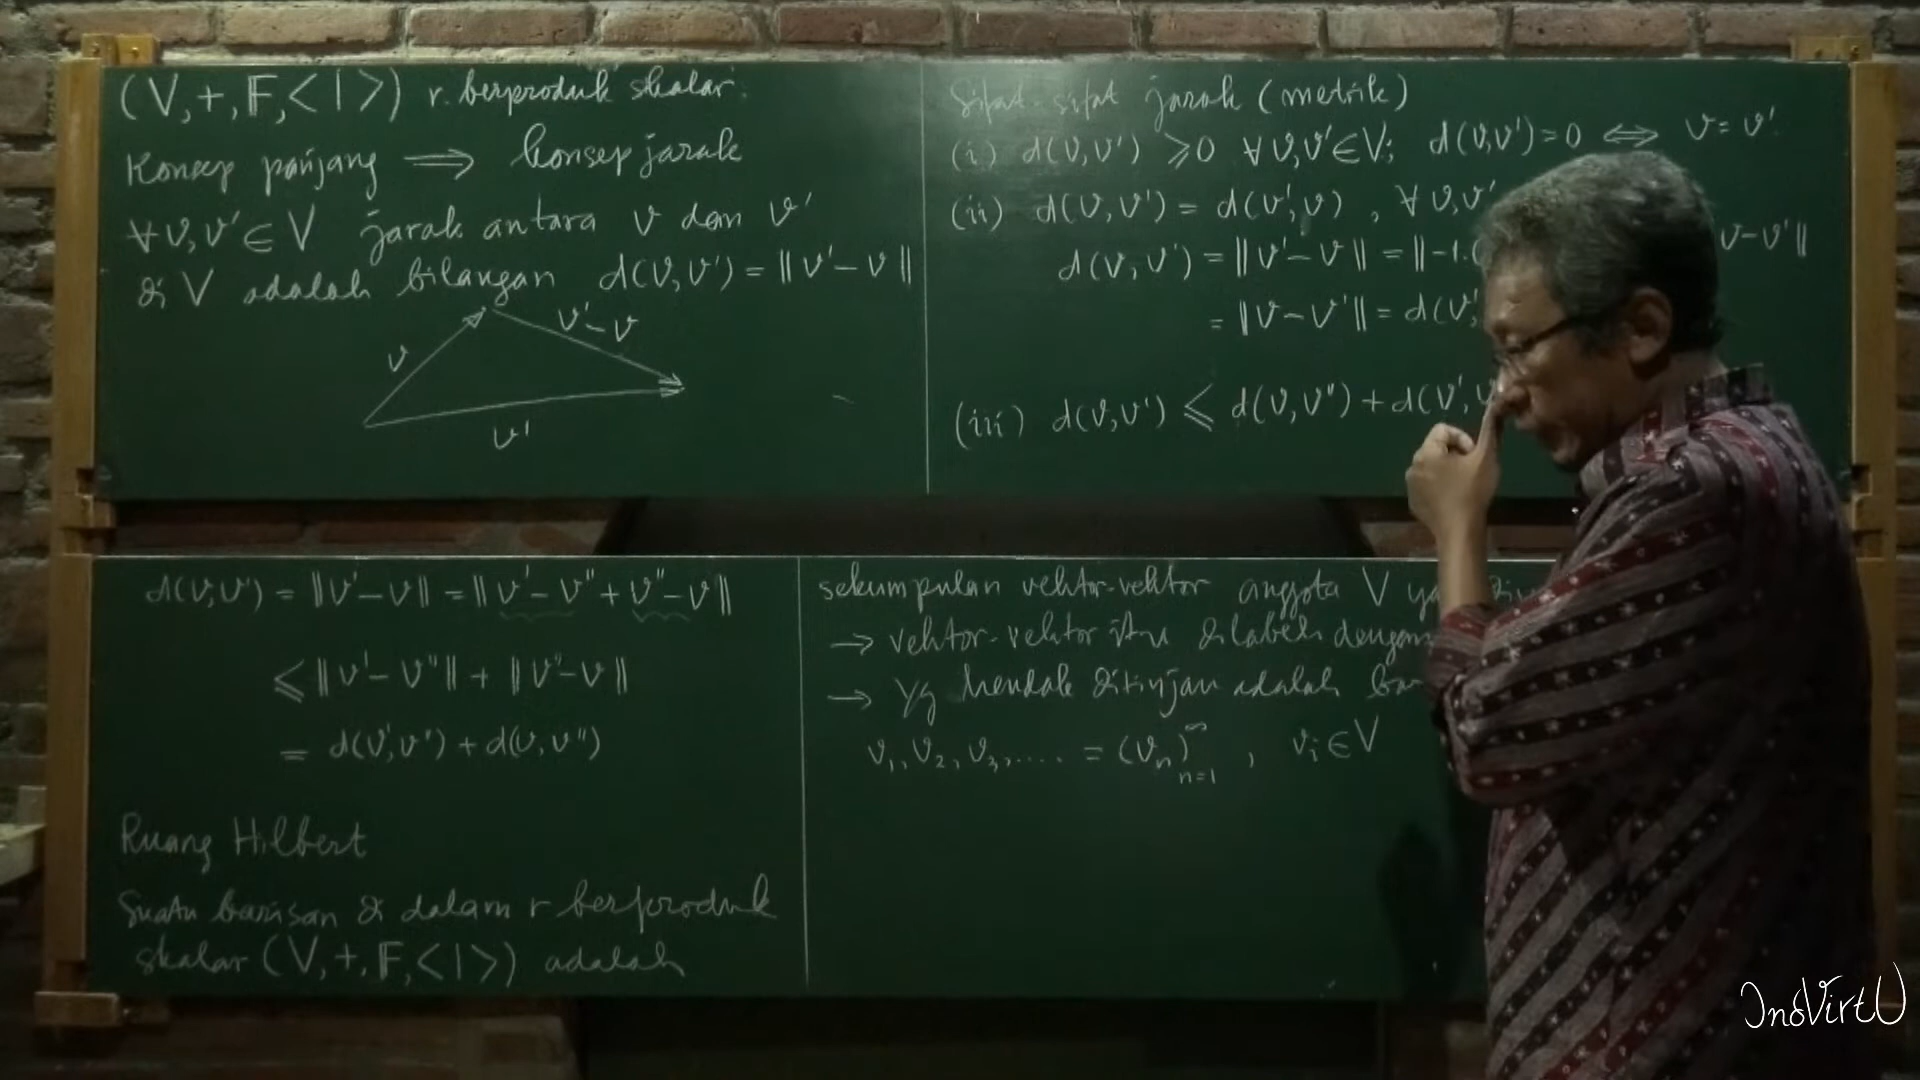 (V,+,𝔽,<|>) r. berproduk skalar.
Konsep panjang ⟹ konsep jarak
∀ v,v' ∈ V jarak antara v dan v'
di V adalah bilangan d(v,v') = ‖v'−v‖
v
v'−v
v'
Sifat-sifat jarak (metrik)
(i) d(v,v') ⩾ 0 ∀ v,v' ∈ V; d(v,v') = 0 ⟺ v = v'.
(ii) d(v,v') = d(v',v) , ∀ v,v'
d(v,v') = ‖v'−v‖ = ‖−1.( v−v'‖
= ‖v−v'‖ = d(v',
(iii) d(v,v') ⩽ d(v,v'') + d(v',v
d(v,v') = ‖v'−v‖ = ‖v'−v''+v''−v‖
⩽ ‖v'−v''‖ + ‖v''−v‖
= d(v',v'') + d(v,v'')
Ruang Hilbert
Suatu barisan di dalam r berproduk
skalar (V,+,𝔽,<|>) adalah
sekumpulan vektor-vektor anggota V
→ vektor-vektor itu dilabeli dengan
→ yg hendak ditinjau adalah
v₁, v₂, v₃, .... = (vₙ)^∞_{n=1} , vᵢ ∈ V
InoVirtU